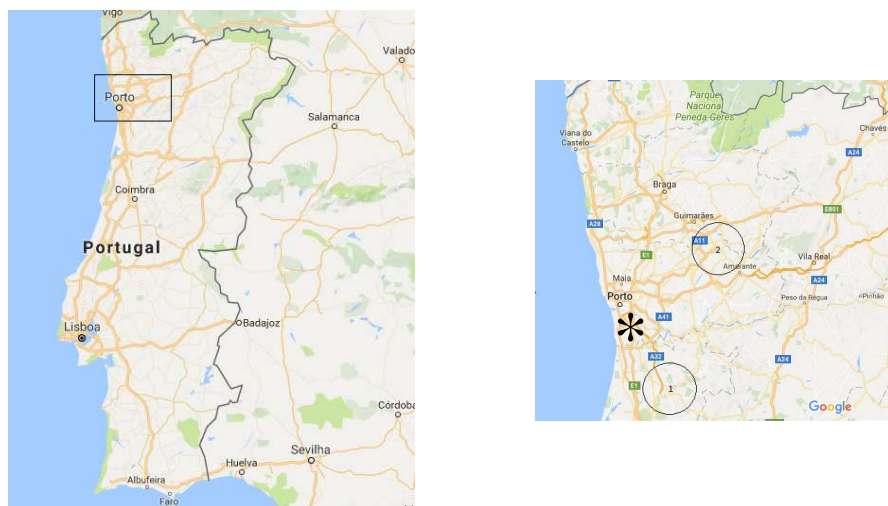 Vigo
Valado
Porto
Salamanca
Coimbra
Portugal
Lisboa
Badajoz
Córdoba
Sevilha
Huelva
Albufeira
Faro
Parque
Nacional
Peneda-Geres
Viana do
Castelo
Chaves
A24
Braga
Guimarães
E801
A28
A11
2
E1
Vila Real
Amarante
Maia
A24
Porto
Peso da Régua
Pinhão
A41
A32
A24
E1
1
Google